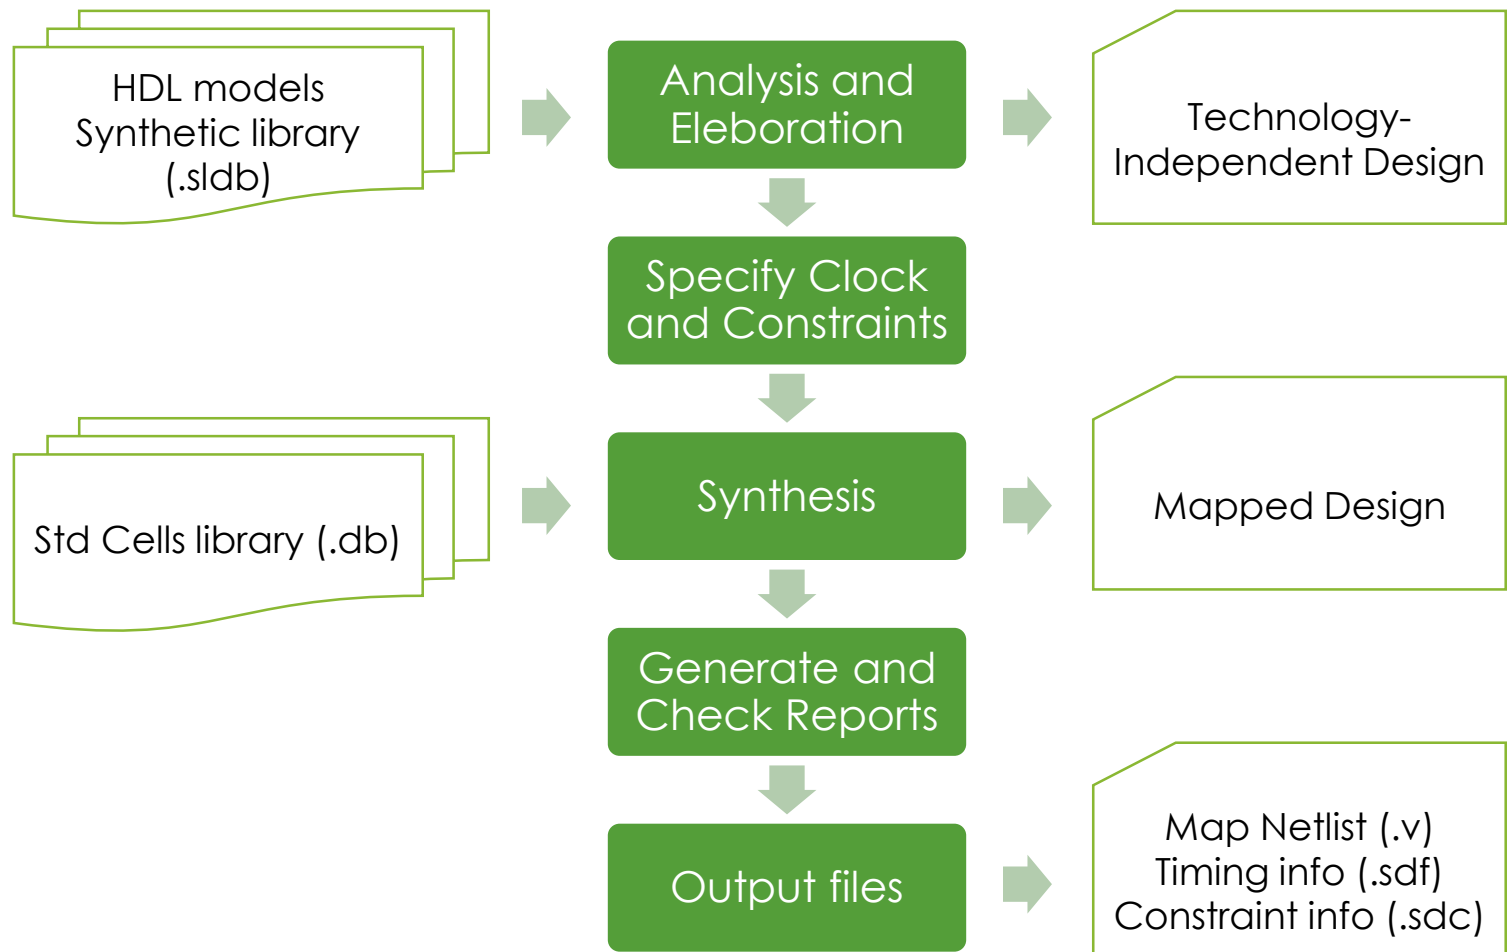 HDL models
Synthetic library
(.sldb)
Analysis and
Eleboration
Technology-
Independent Design
Specify Clock
and Constraints
Std Cells library (.db)
Synthesis
Mapped Design
Generate and
Check Reports
Output files
Map Netlist (.v)
Timing info (.sdf)
Constraint info (.sdc)